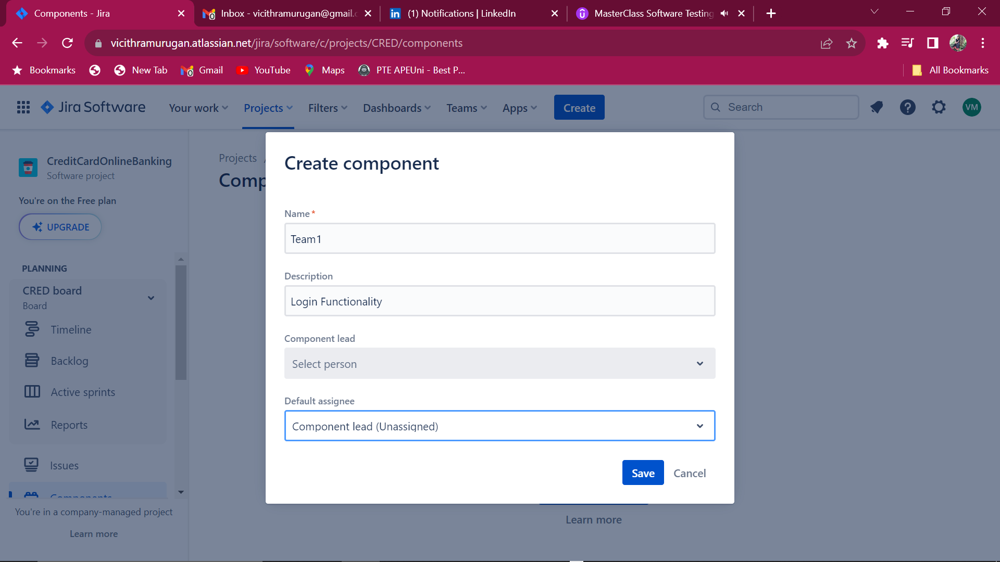 Components - Jira
Inbox - vicithramurugan@gmail.c
(1) Notifications | LinkedIn
MasterClass Software Testing
vicithramurugan.atlassian.net/jira/software/c/projects/CRED/components
Bookmarks
New Tab
Gmail
YouTube
Maps
PTE APEUni - Best P...
All Bookmarks
Jira Software
Your work
Projects
Filters
Dashboards
Teams
Apps
Create
Search
VM
CreditCardOnlineBanking
Software project
You're on the Free plan
UPGRADE
PLANNING
CRED board
Board
Timeline
Backlog
Active sprints
Reports
Issues
Components
You're in a company-managed project
Learn more
Projects /
Comp
Create component
Name*
Team1
Description
Login Functionality
Component lead
Select person
Default assignee
Component lead (Unassigned)
Save Cancel
Learn more